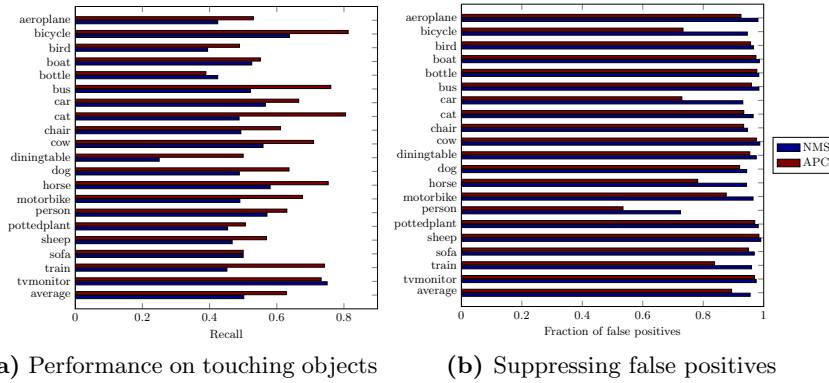 aeroplane
bicycle
bird
boat
bottle
bus
car
cat
chair
cow
diningtable
dog
horse
motorbike
person
pottedplant
sheep
sofa
train
tvmonitor
average
0 0.2 0.4 0.6 0.8
Recall
a) Performance on touching objects
aeroplane
bicycle
bird
boat
bottle
bus
car
cat
chair
cow
diningtable
dog
horse
motorbike
person
pottedplant
sheep
sofa
train
tvmonitor
average
0 0.2 0.4 0.6 0.8 1
Fraction of false positives
NMS
APC
(b) Suppressing false positives